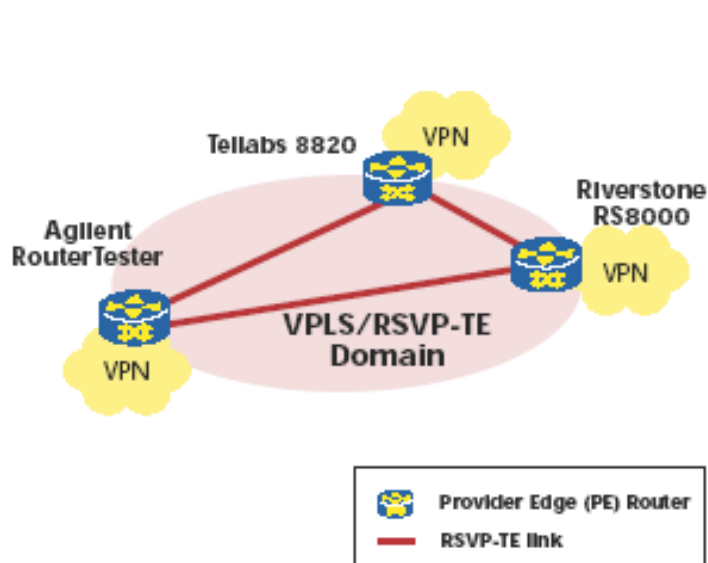 Tellabs 8820
VPN
Riverstone
RS8000
VPN
Agilent
RouterTester
VPN
VPLS/RSVP-TE
Domain
Provider Edge (PE) Router
RSVP-TE link